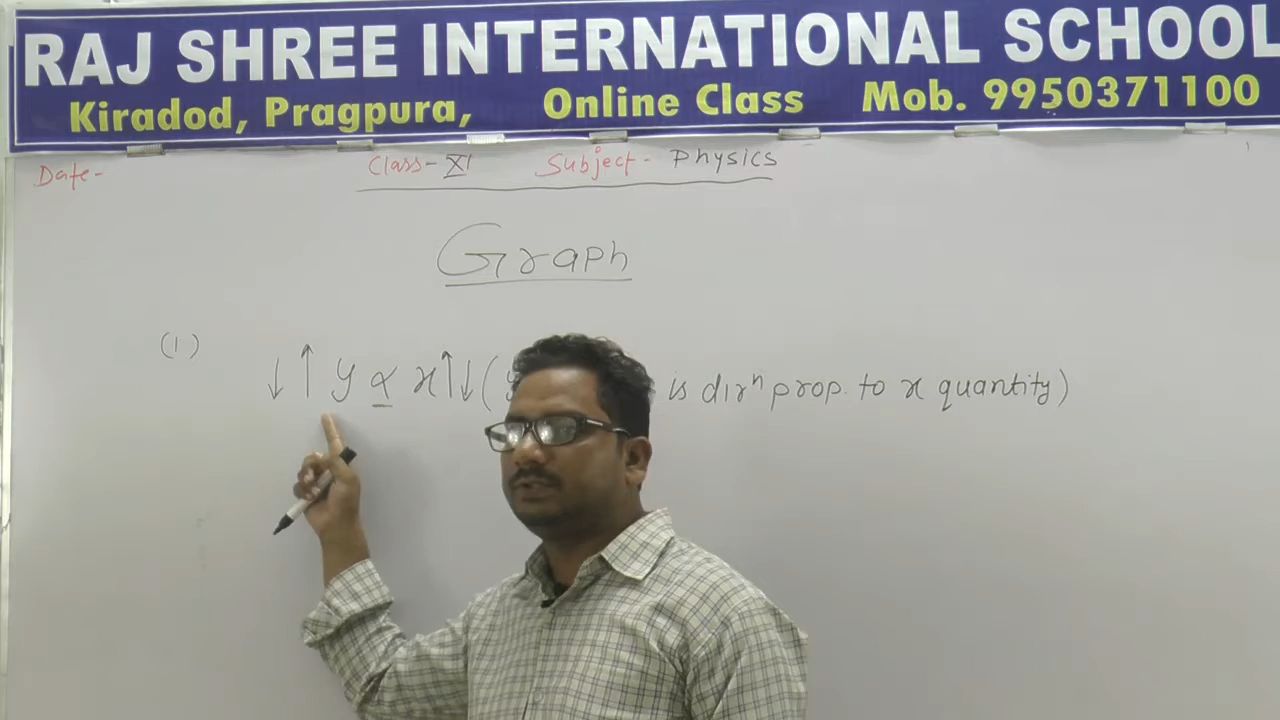 RAJ SHREE INTERNATIONAL SCHOOL
Kiradod, Pragpura, Online Class Mob. 9950371100
Date- Class-XI Subject- Physics
Graph
(1) ↓↑ y ∝ x ↑↓ ( is dirⁿ prop. to x quantity)